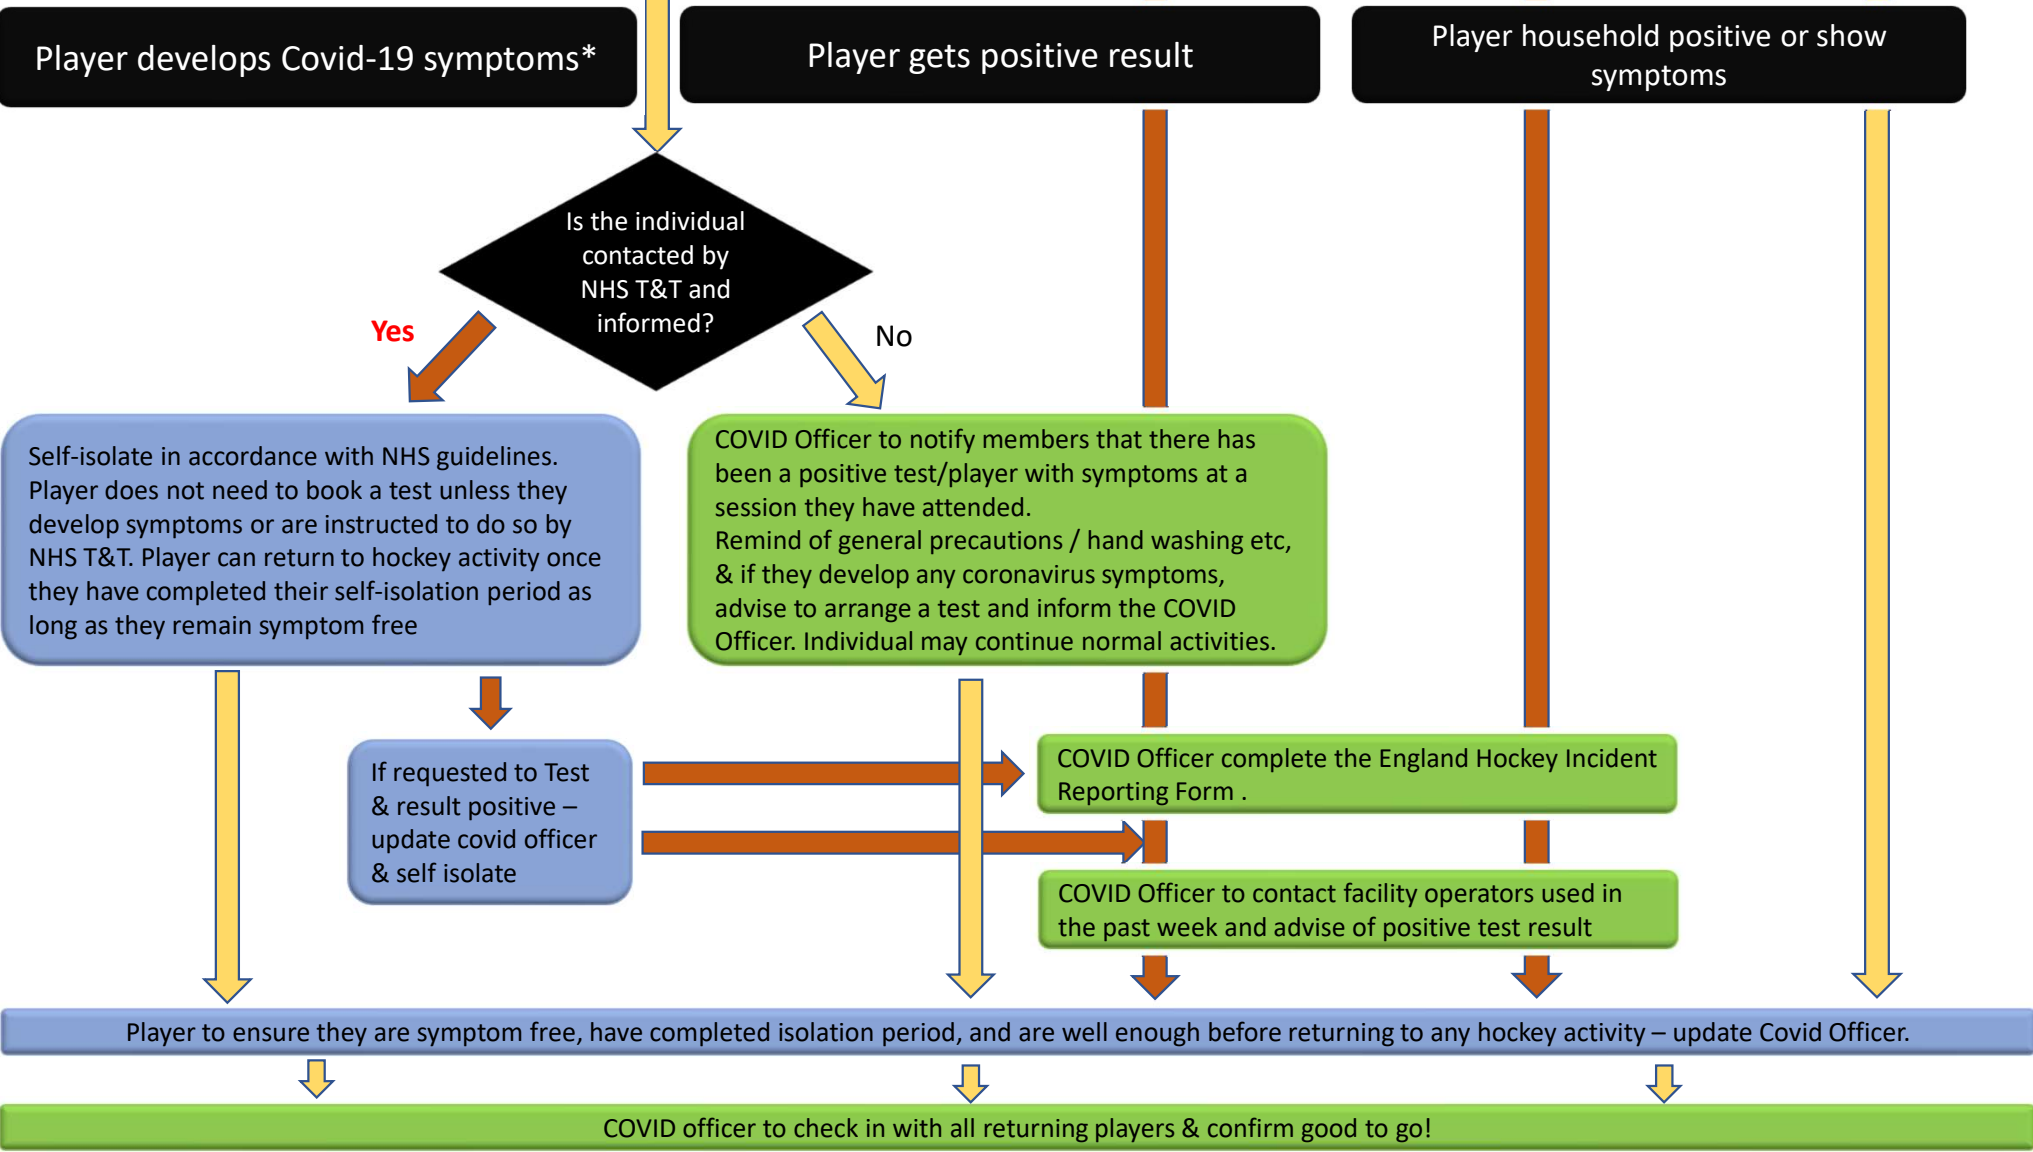 Player develops Covid-19 symptoms*
Player gets positive result
Player household positive or show
symptoms
Is the individual
contacted by
NHS T&T and
informed?
Yes
No
Self-isolate in accordance with NHS guidelines.
Player does not need to book a test unless they
develop symptoms or are instructed to do so by
NHS T&T. Player can return to hockey activity once
they have completed their self-isolation period as
long as they remain symptom free
COVID Officer to notify members that there has
been a positive test/player with symptoms at a
session they have attended.
Remind of general precautions / hand washing etc,
& if they develop any coronavirus symptoms,
advise to arrange a test and inform the COVID
Officer. Individual may continue normal activities.
If requested to Test
& result positive –
update covid officer
& self isolate
COVID Officer complete the England Hockey Incident
Reporting Form .
COVID Officer to contact facility operators used in
the past week and advise of positive test result
Player to ensure they are symptom free, have completed isolation period, and are well enough before returning to any hockey activity – update Covid Officer.
COVID officer to check in with all returning players & confirm good to go!